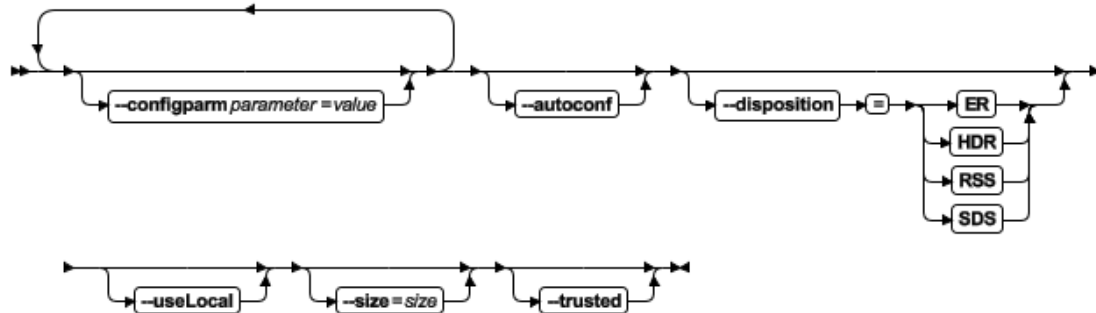 --configparm parameter =value
--autoconf
--disposition = ER
HDR
RSS
SDS
--useLocal
--size=size
--trusted